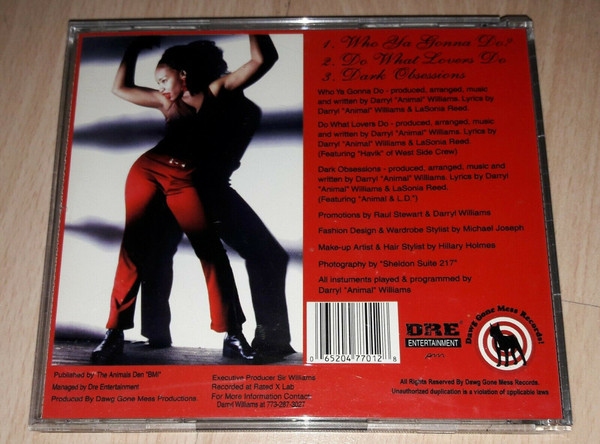 1. Who Ya Gonna Do?
2. Do What Lovers Do
3. Dark Obsessions
Who Ya Gonna Do - produced, arranged, music
and written by Darryl "Animal" Williams. Lyrics by
Darryl "Animal" Williams & LaSonia Reed.
Do What Lovers Do - produced, arranged, music
and written by Darryl "Animal" Williams. Lyrics by
Darryl "Animal" Williams & LaSonia Reed.
(Featuring "Havik" of West Side Crew)
Dark Obsessions - produced, arranged, music and
written by Darryl "Animal" Williams. Lyrics by Darryl
"Animal" Williams & LaSonia Reed.
(Featuring "Animal & L.D.")
Promotions by Raul Stewart & Darryl Williams
Fashion Design & Wardrobe Stylist by Michael Joseph
Make-up Artist & Hair Stylist by Hillary Holmes
Photography by "Sheldon Suite 217"
All insturments played & programmed by
Darryl "Animal" Williams
0 65204 77012 8
DRE
ENTERTAINMENT
Dawg Gone Mess Records!
Published by The Animals Den "BMI"
Managed by Dre Entertainment
Produced By Dawg Gone Mess Productions
Executive Producer Sir Williams
Recorded at Rated X Lab
For More Information Contact:
Darryl Williams at 773-287-3037
All Rights Reserved By Dawg Gone Mess Records.
Unauthorized duplication is a violation of applicable laws